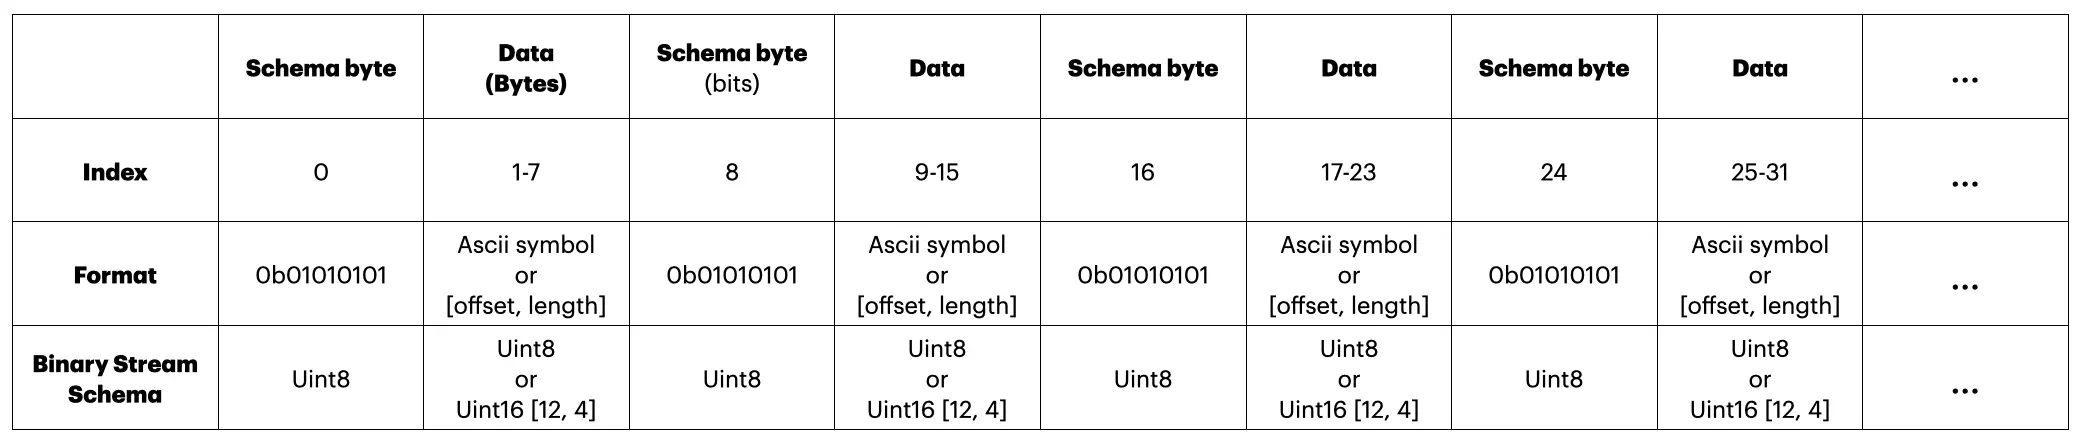 Schema byte
Data
(Bytes)
Schema byte
(bits)
Data
Schema byte
Data
Schema byte
Data
...
Index
0
1-7
8
9-15
16
17-23
24
25-31
...
Format
0b01010101
Ascii symbol
or
[offset, length]
0b01010101
Ascii symbol
or
[offset, length]
0b01010101
Ascii symbol
or
[offset, length]
0b01010101
Ascii symbol
or
[offset, length]
...
Binary Stream
Schema
Uint8
Uint8
or
Uint16 [12, 4]
Uint8
Uint8
or
Uint16 [12, 4]
Uint8
Uint8
or
Uint16 [12, 4]
Uint8
Uint8
or
Uint16 [12, 4]
...